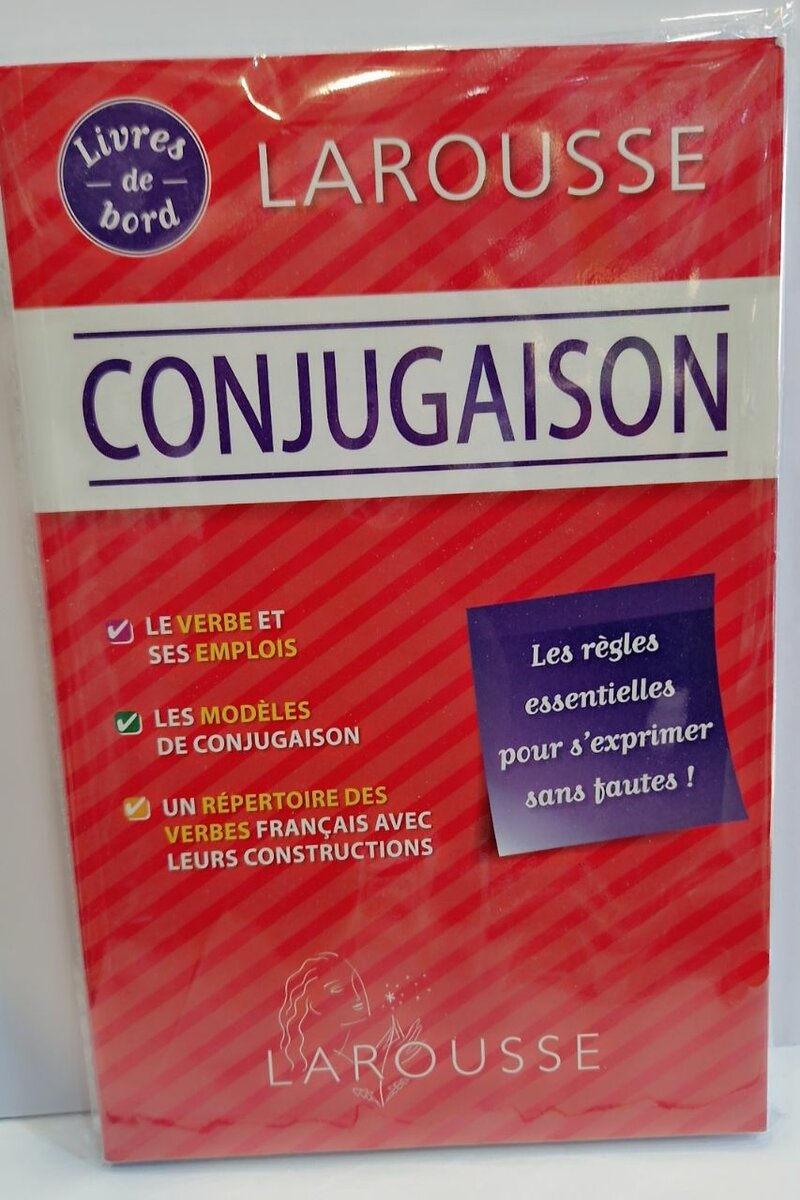 Livres
de
bord
LAROUSSE
CONJUGAISON
LE VERBE ET
SES EMPLOIS
LES MODÈLES
DE CONJUGAISON
UN RÉPERTOIRE DES
VERBES FRANÇAIS AVEC
LEURS CONSTRUCTIONS
Les règles
essentielles
pour s'exprimer
sans fautes !
LAROUSSE